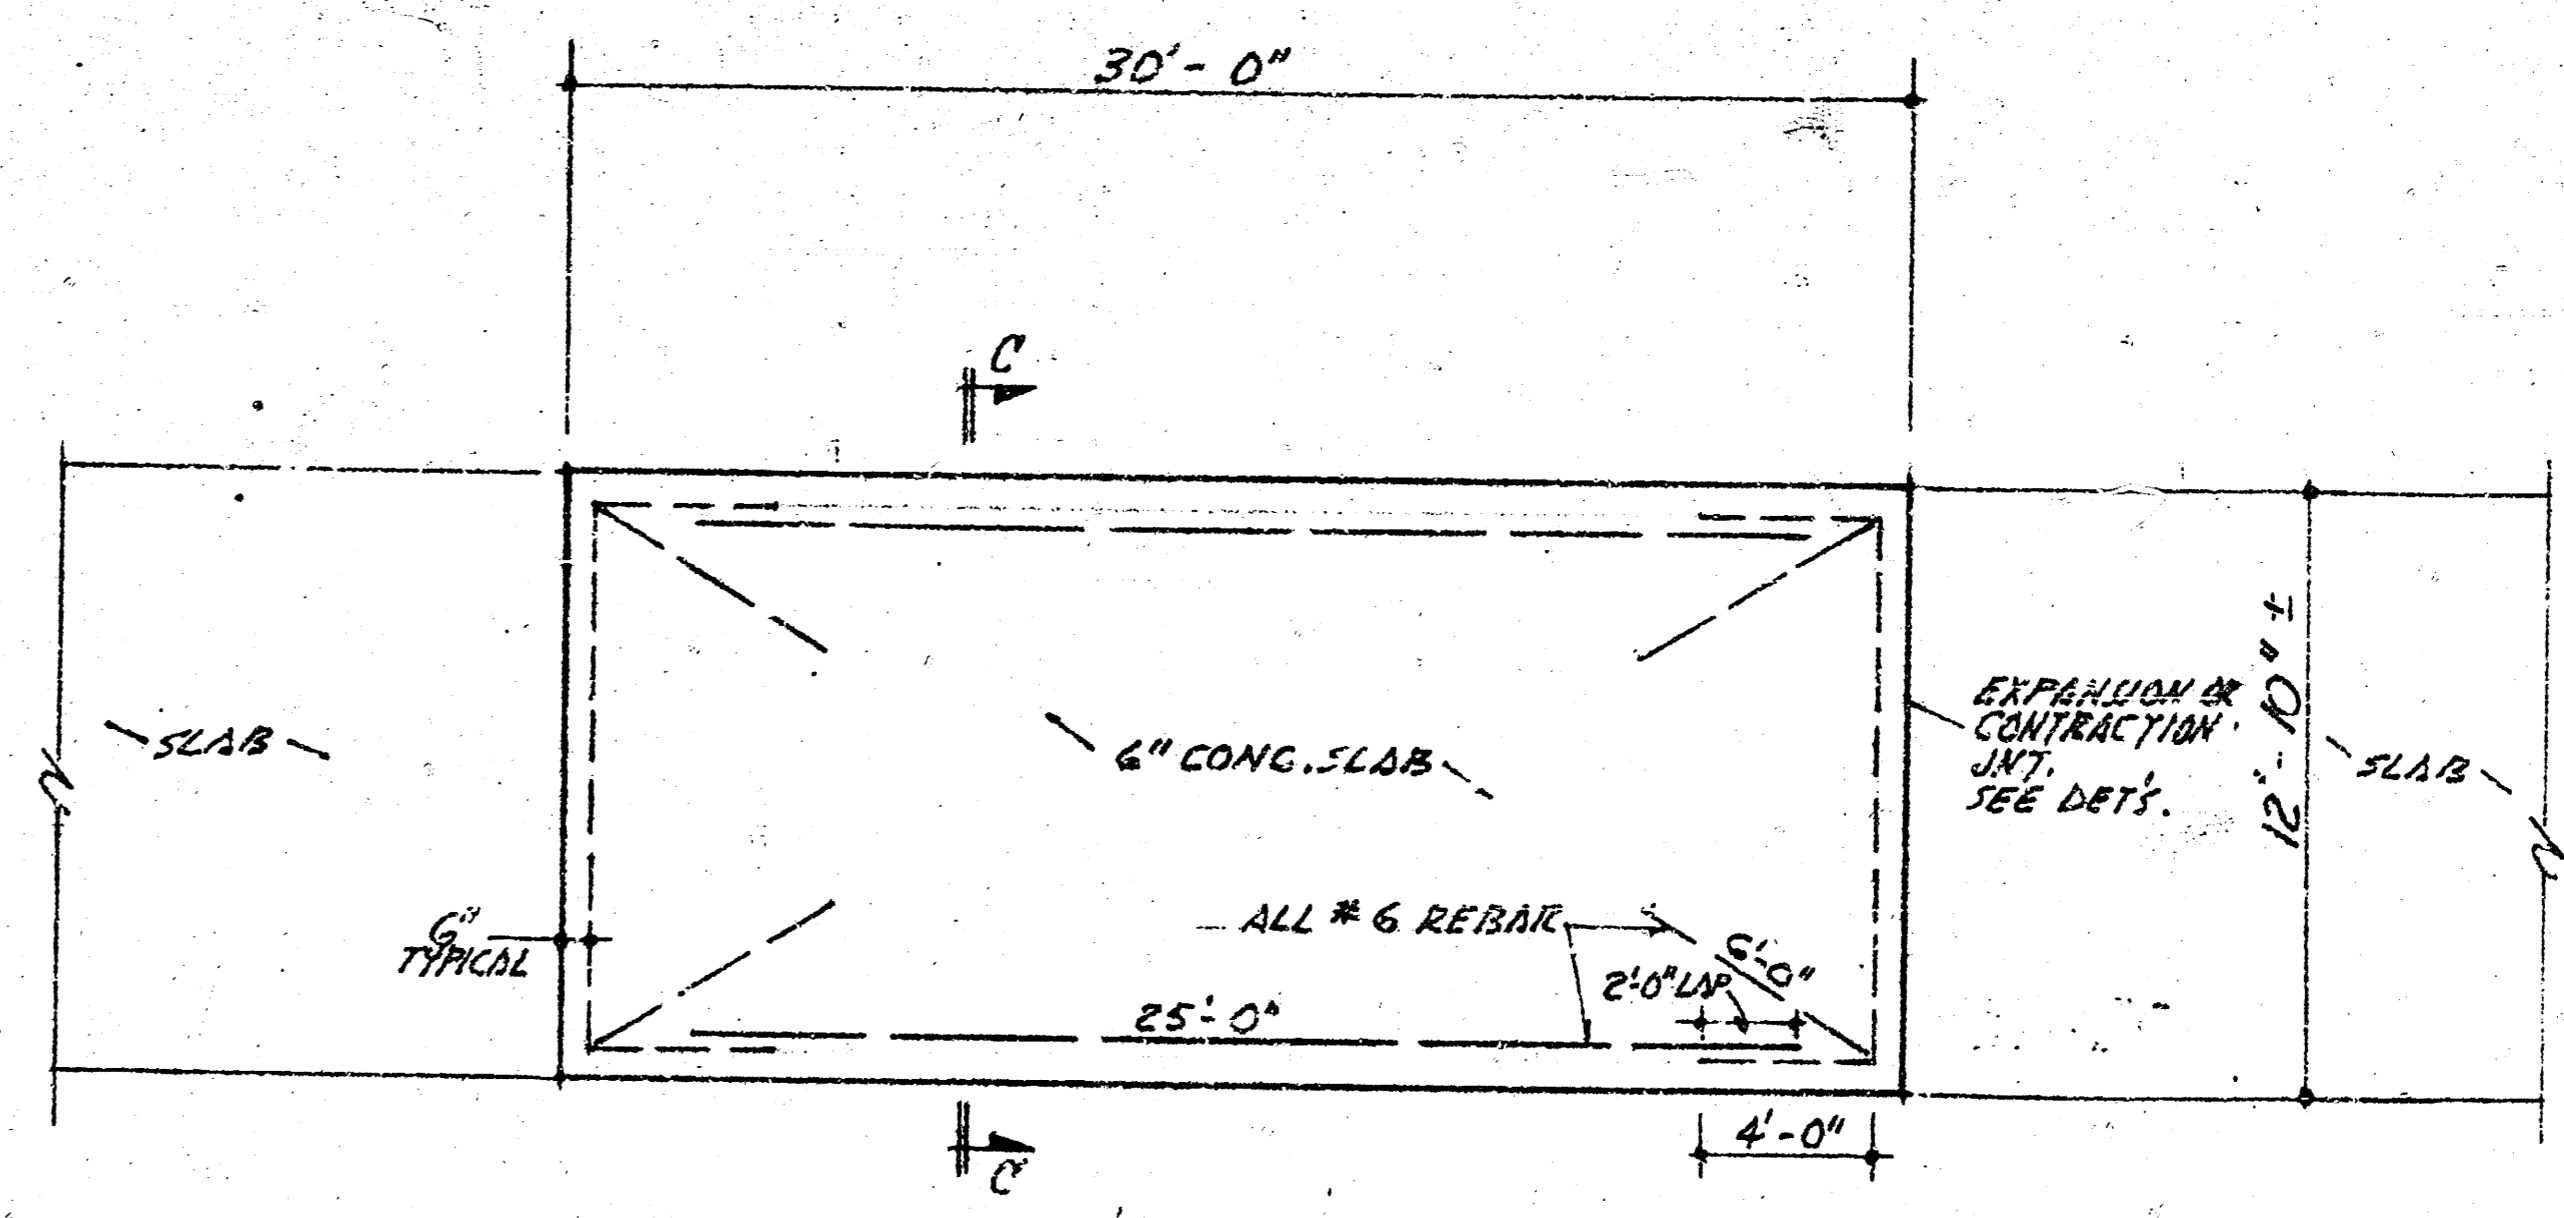 30'- 0"
C
SLAB
6" CONC. SLAB
EXPANSION OR
CONTRACTION
JNT.
SEE DET'S.
12'- 10" ±
SLAB
6"
TYPICAL
ALL # 6 REBAR
6'-0"
2'-0" LAP
25'- 0"
4'-0"
C